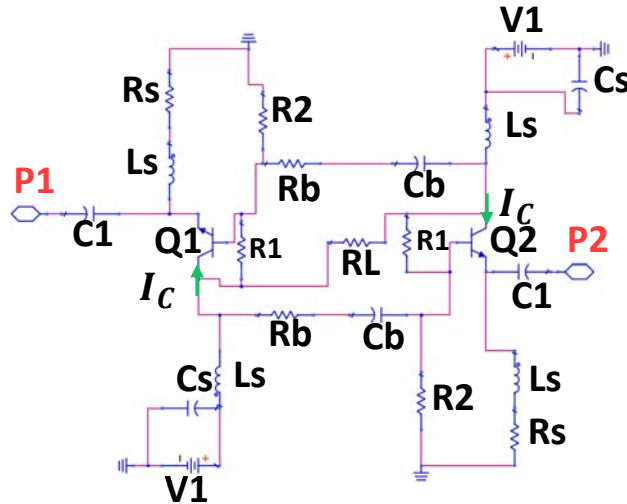 V1
+ -
Rs
R2
Cs
Ls
Ls
P1
Rb
Cb
C1
Q1
R1
RL
R1
I_C
Q2
P2
I_C
C1
Rb
Cb
Cs
Ls
R2
Ls
Rs
- +
V1